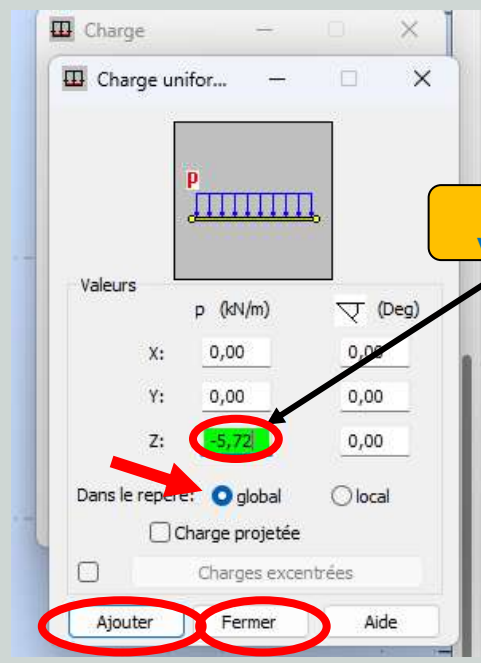 Charge
Charge unifor...
p
Valeurs
p (kN/m) (Deg)
X: 0,00 0,00
Y: 0,00 0,00
Z: -5,72 0,00
Dans le repère: global local
Charge projetée
Charges excentrées
Ajouter Fermer Aide